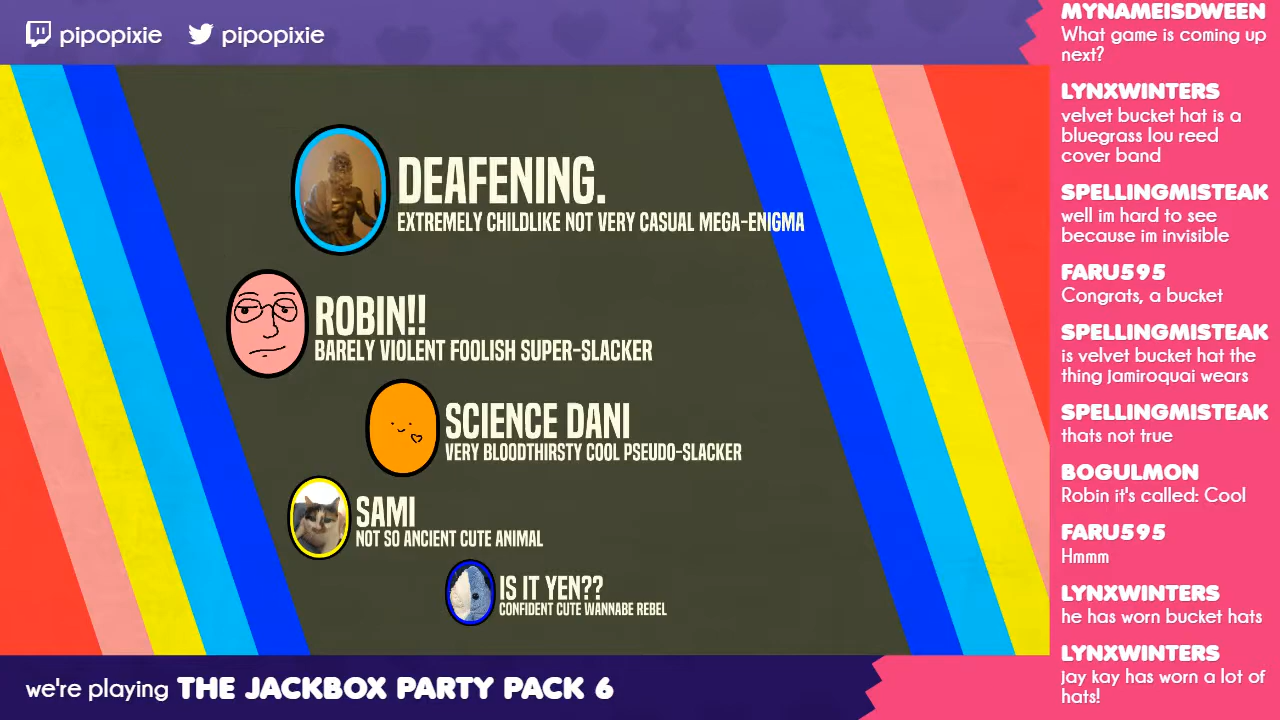 pipopixie pipopixie
DEAFENING.
EXTREMELY CHILDLIKE NOT VERY CASUAL MEGA-ENIGMA
ROBIN!!
BARELY VIOLENT FOOLISH SUPER-SLACKER
SCIENCE DANI
VERY BLOODTHIRSTY COOL PSEUDO-SLACKER
SAMI
NOT SO ANCIENT CUTE ANIMAL
IS IT YEN??
CONFIDENT CUTE WANNABE REBEL
we're playing THE JACKBOX PARTY PACK 6
MYNAMEISDWEEN
What game is coming up
next?
LYNXWINTERS
velvet bucket hat is a
bluegrass lou reed
cover band
SPELLINGMISTEAK
well im hard to see
because im invisible
FARU595
Congrats, a bucket
SPELLINGMISTEAK
is velvet bucket hat the
thing Jamiroquai wears
SPELLINGMISTEAK
thats not true
BOGULMON
Robin it's called: Cool
FARU595
Hmmm
LYNXWINTERS
he has worn bucket hats
LYNXWINTERS
Jay kay has worn a lot of
hats!